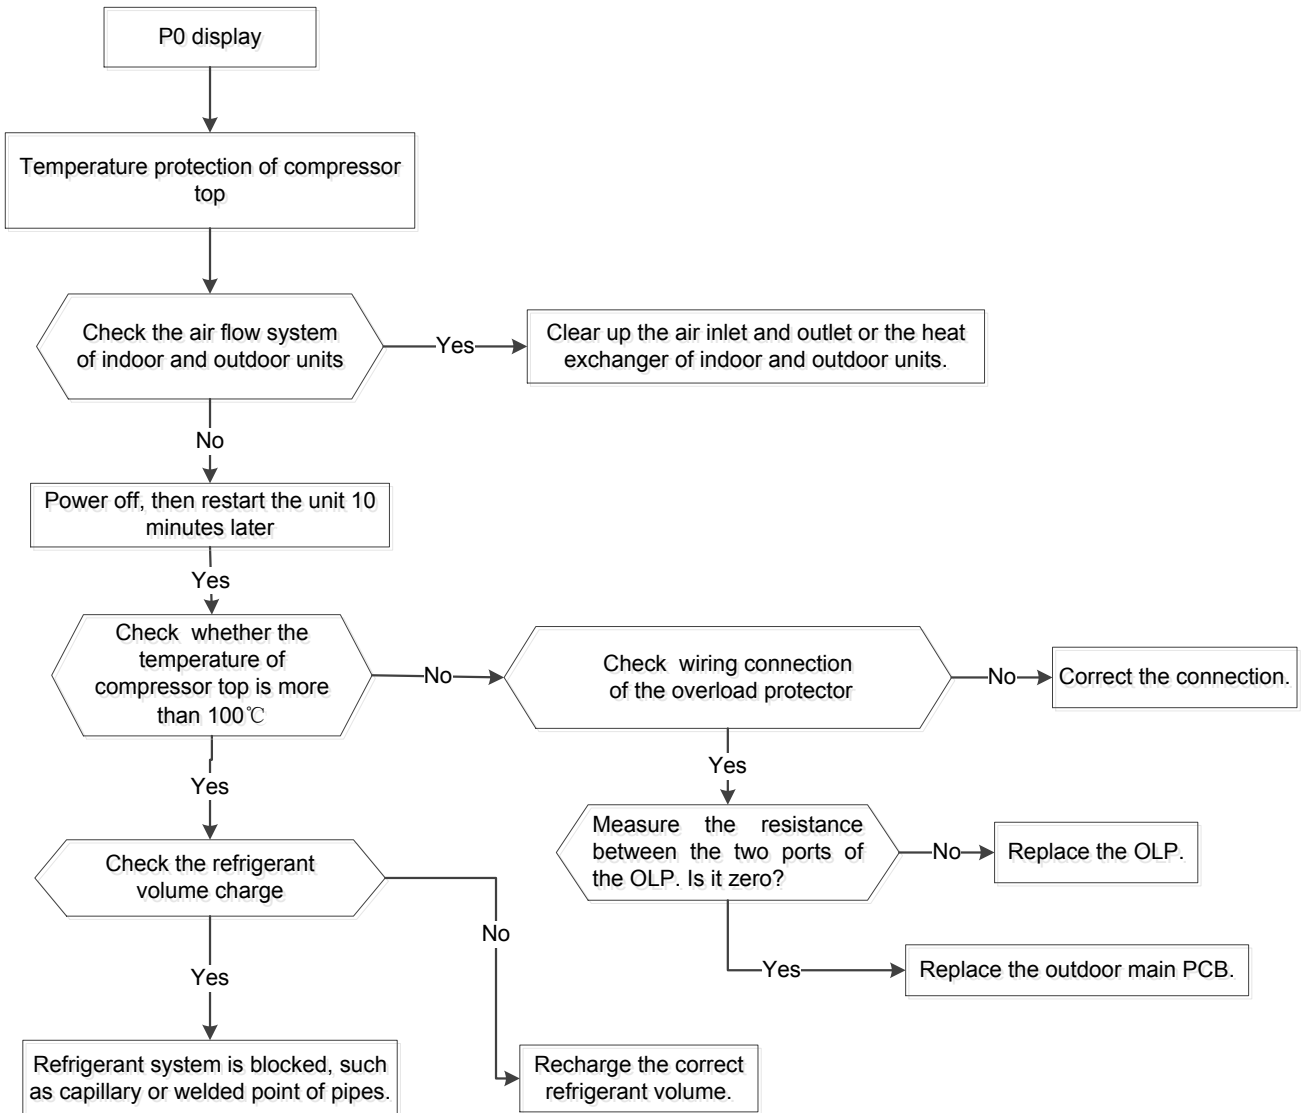 P0 display
Temperature protection of compressor
top
Check the air flow system
of indoor and outdoor units
Yes
Clear up the air inlet and outlet or the heat
exchanger of indoor and outdoor units.
No
Power off, then restart the unit 10
minutes later
Yes
Check whether the
temperature of
compressor top is more
than 100℃
No
Check wiring connection
of the overload protector
No
Correct the connection.
Yes
Yes
Measure the resistance
between the two ports of
the OLP. Is it zero?
No
Replace the OLP.
Check the refrigerant
volume charge
No
Yes
Replace the outdoor main PCB.
Yes
Refrigerant system is blocked, such
as capillary or welded point of pipes.
Recharge the correct
refrigerant volume.